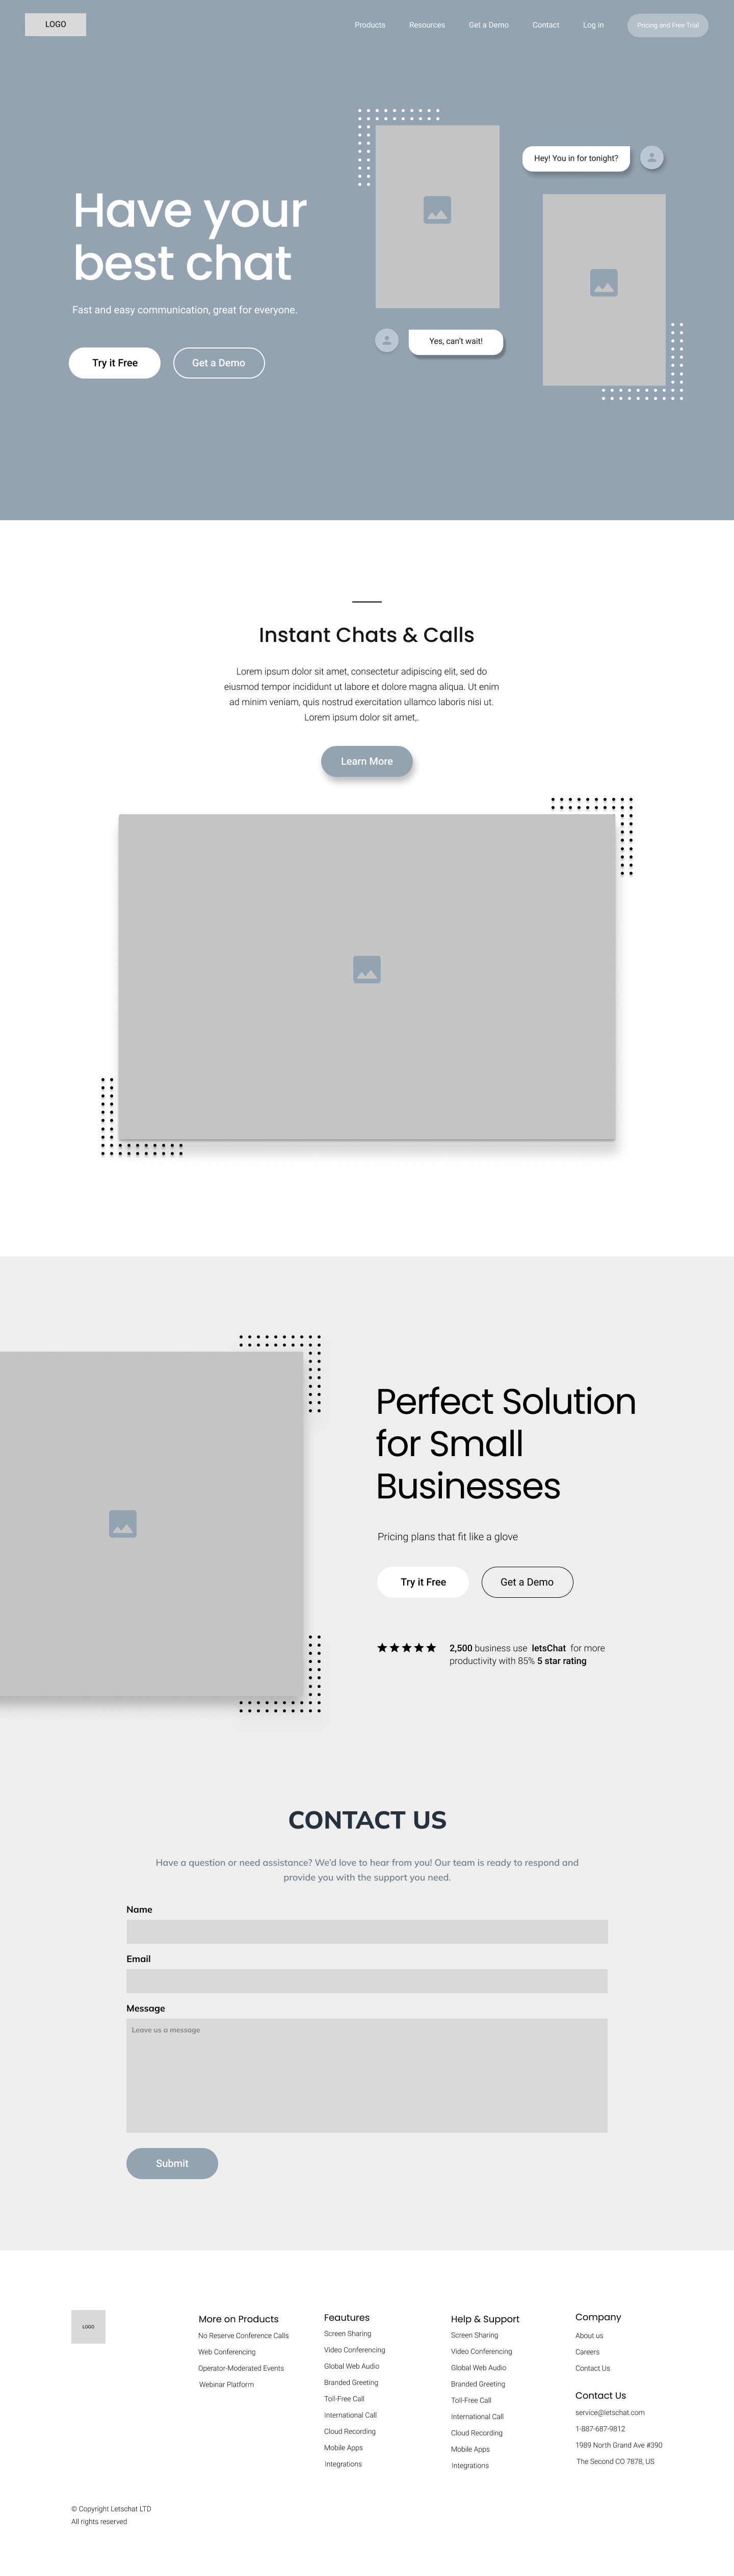 LOGO
Products
Resources
Get a Demo
Contact
Log in
Pricing and Free Trial
Hey! You in for tonight?
Have your
best chat
Fast and easy communication, great for everyone.
Try it Free
Get a Demo
Yes, can't wait!
Instant Chats & Calls
Lorem ipsum dolor sit amet, consectetur adipiscing elit, sed do
eiusmod tempor incididunt ut labore et dolore magna aliqua. Ut enim
ad minim veniam, quis nostrud exercitation ullamco laboris nisi ut.
Lorem ipsum dolor sit amet,.
Learn More
Perfect Solution
for Small
Businesses
Pricing plans that fit like a glove
Try it Free
Get a Demo
2,500 business use letsChat for more
productivity with 85% 5 star rating
CONTACT US
Have a question or need assistance? We'd love to hear from you! Our team is ready to respond and
provide you with the support you need.
Name
Email
Message
Leave us a message
Submit
LOGO
More on Products
No Reserve Conference Calls
Web Conferencing
Operator-Moderated Events
Webinar Platform
Feautures
Screen Sharing
Video Conferencing
Global Web Audio
Branded Greeting
Toll-Free Call
International Call
Cloud Recording
Mobile Apps
Integrations
Help & Support
Screen Sharing
Video Conferencing
Global Web Audio
Branded Greeting
Toll-Free Call
International Call
Cloud Recording
Mobile Apps
Integrations
Company
About us
Careers
Contact Us
Contact Us
service@letschat.com
1-887-687-9812
1989 North Grand Ave #390
The Second CO 7878, US
© Copyright Letschat LTD
All rights reserved